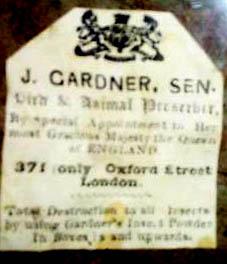 J. GARDNER, SEN.
Bird & Animal Preserver,
By special Appointment to Her
most Gracious Majesty the Queen
of ENGLAND.
371 (only) Oxford Street
London.
Total Destruction to all Insects
by using Gardner's Insect Powder
In Boxes 1s and upwards.